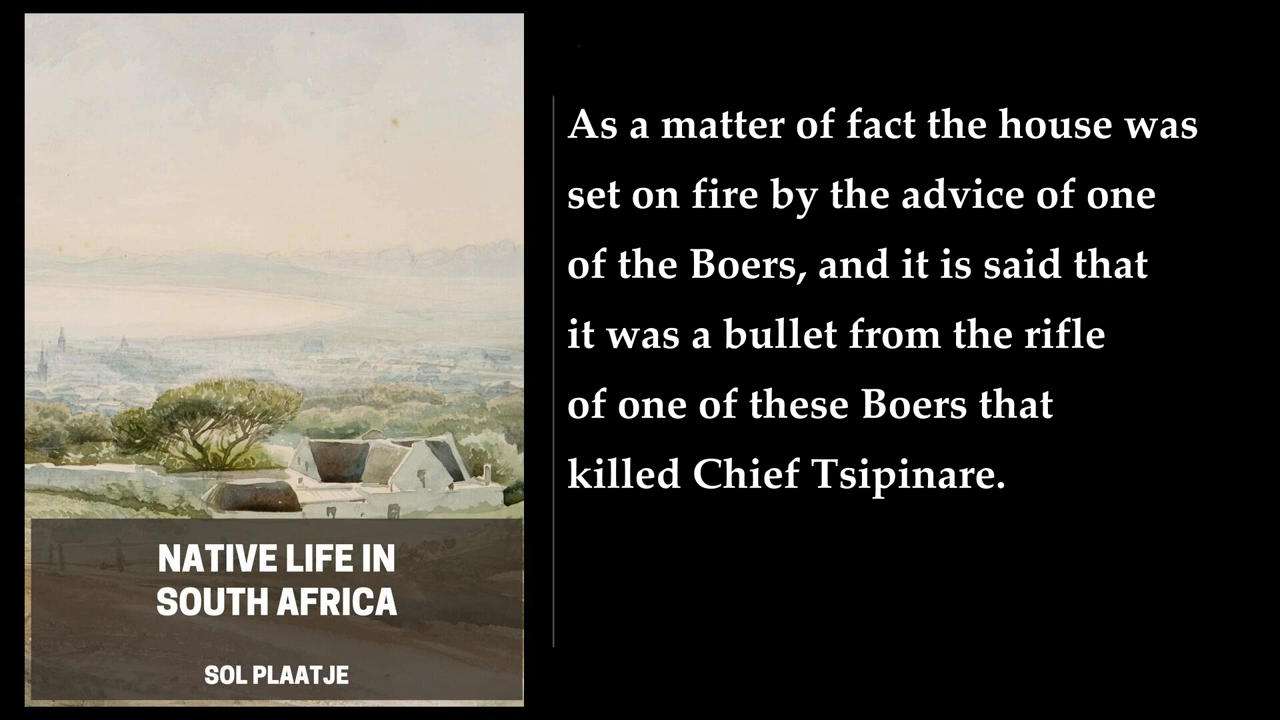 NATIVE LIFE IN
SOUTH AFRICA
SOL PLAATJE
As a matter of fact the house was
set on fire by the advice of one
of the Boers, and it is said that
it was a bullet from the rifle
of one of these Boers that
killed Chief Tsipinare.